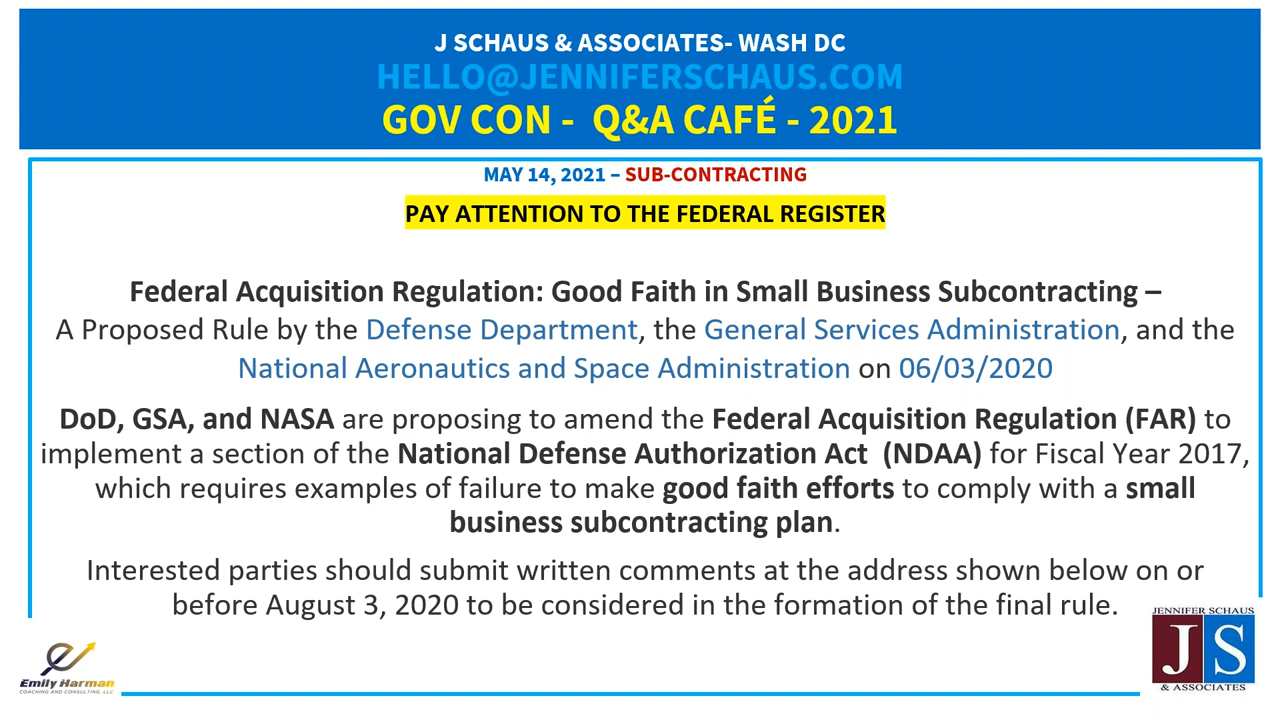 J SCHAUS & ASSOCIATES- WASH DC
HELLO@JENNIFERSCHAUS.COM
GOV CON - Q&A CAFÉ - 2021
MAY 14, 2021 – SUB-CONTRACTING
PAY ATTENTION TO THE FEDERAL REGISTER
Federal Acquisition Regulation: Good Faith in Small Business Subcontracting –
A Proposed Rule by the Defense Department, the General Services Administration, and the
National Aeronautics and Space Administration on 06/03/2020
DoD, GSA, and NASA are proposing to amend the Federal Acquisition Regulation (FAR) to
implement a section of the National Defense Authorization Act (NDAA) for Fiscal Year 2017,
which requires examples of failure to make good faith efforts to comply with a small
business subcontracting plan.
Interested parties should submit written comments at the address shown below on or
before August 3, 2020 to be considered in the formation of the final rule.
Emily Harman
COACHING AND CONSULTING, LLC
JENNIFER SCHAUS
J S
& ASSOCIATES